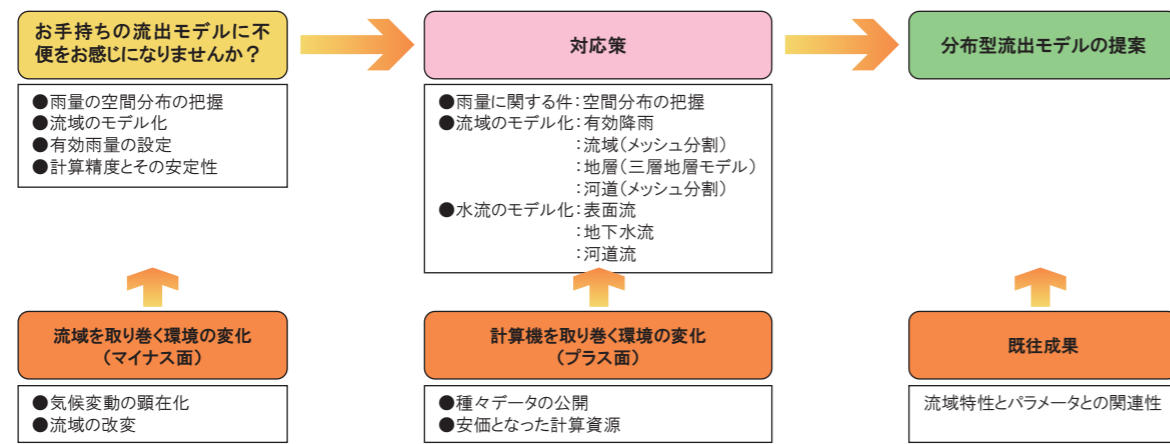 お手持ちの流出モデルに不
便をお感じになりませんか？
●雨量の空間分布の把握
●流域のモデル化
●有効雨量の設定
●計算精度とその安定性
対応策
●雨量に関する件：空間分布の把握
●流域のモデル化：有効降雨
：流域（メッシュ分割）
：地層（三層地層モデル）
：河道（メッシュ分割）
●水流のモデル化：表面流
：地下水流
：河道流
分布型流出モデルの提案
流域を取り巻く環境の変化
（マイナス面）
●気候変動の顕在化
●流域の改変
計算機を取り巻く環境の変化
（プラス面）
●種々データの公開
●安価となった計算資源
既往成果
流域特性とパラメータとの関連性